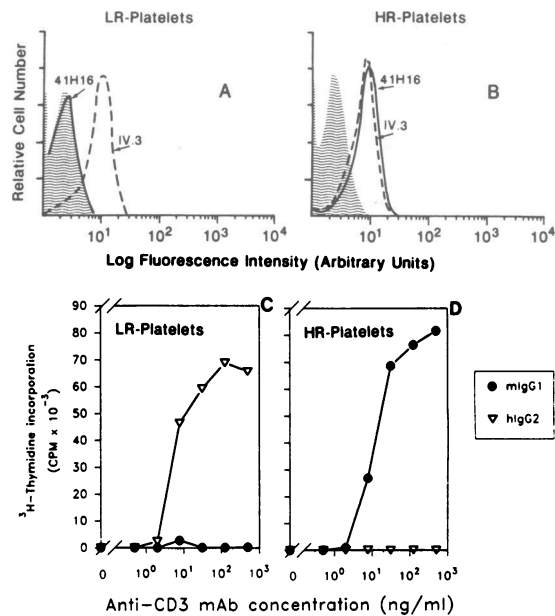 LR-Platelets
HR-Platelets
Relative Cell Number
41H16
A
IV.3
41H16
B
IV.3
10¹ 10² 10³ 10⁴
10¹ 10² 10³ 10⁴
Log Fluorescence Intensity (Arbitrary Units)
³H-Thymidine incorporation
(CPM x 10⁻³)
90
80
70
60
50
40
30
20
10
0
C
LR-Platelets
D
HR-Platelets
mIgG1
hIgG2
0 10⁰ 10¹ 10² 10³
0 10⁰ 10¹ 10² 10³
Anti-CD3 mAb concentration (ng/ml)